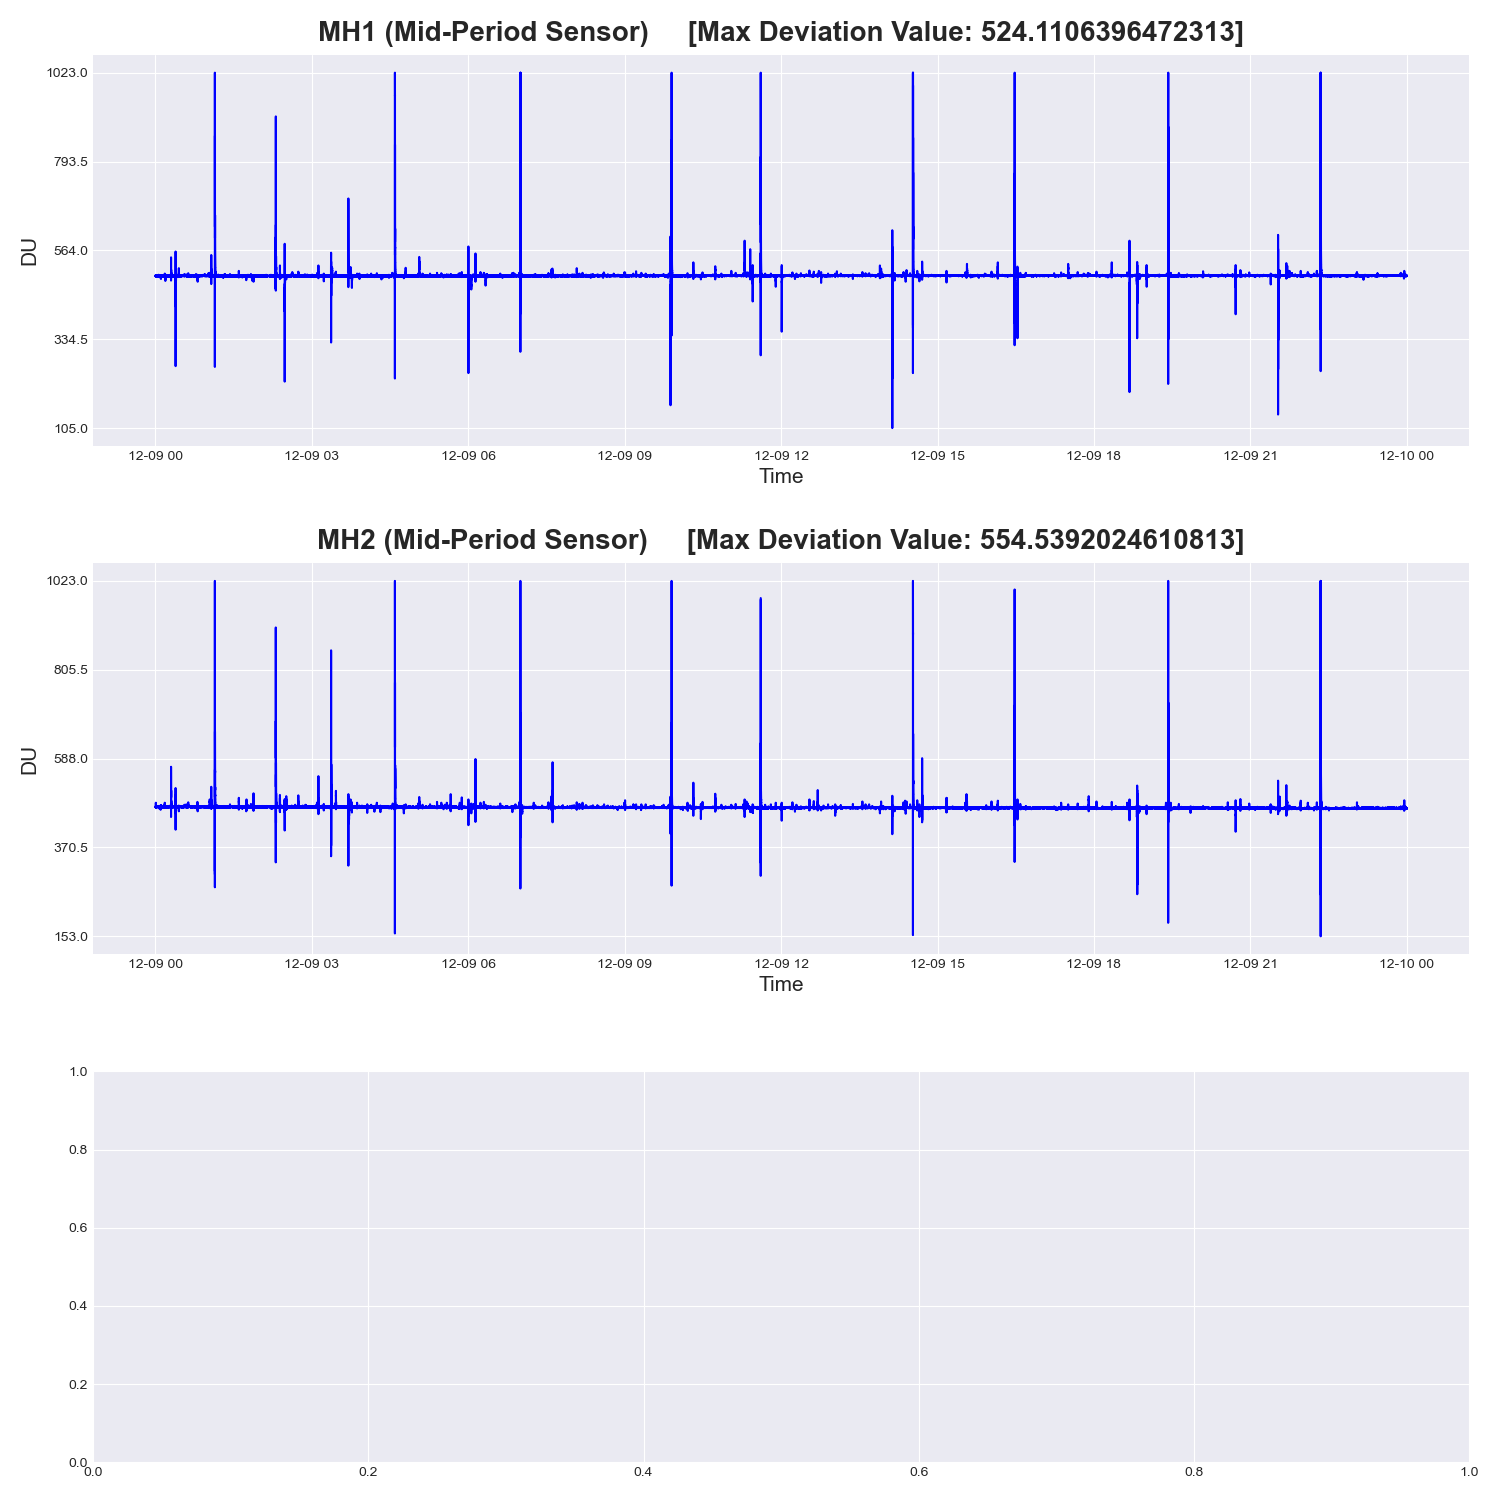 MH1 (Mid-Period Sensor) [Max Deviation Value: 524.1106396472313]
1023.0
793.5
564.0
334.5
105.0
DU
12-09 00 12-09 03 12-09 06 12-09 09 12-09 12 12-09 15 12-09 18 12-09 21 12-10 00
Time
MH2 (Mid-Period Sensor) [Max Deviation Value: 554.5392024610813]
1023.0
805.5
588.0
370.5
153.0
DU
12-09 00 12-09 03 12-09 06 12-09 09 12-09 12 12-09 15 12-09 18 12-09 21 12-10 00
Time
1.0
0.8
0.6
0.4
0.2
0.0
0.0 0.2 0.4 0.6 0.8 1.0